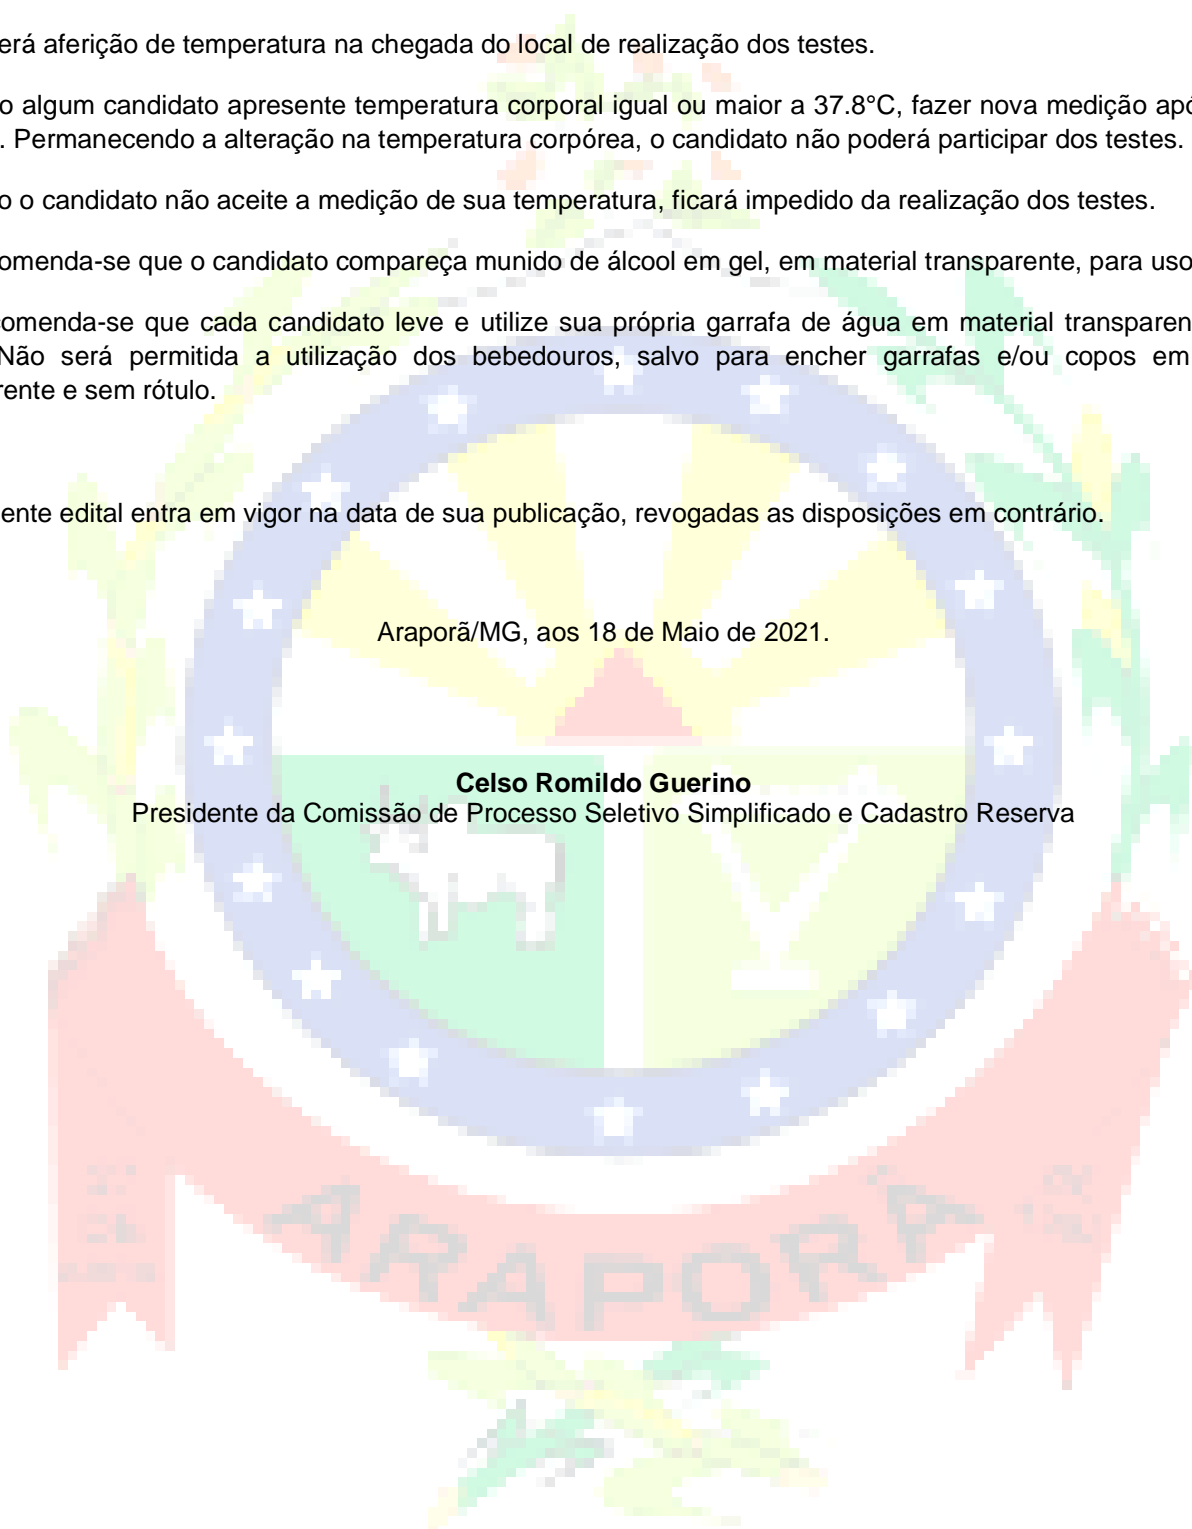 erá aferição de temperatura na chegada do local de realização dos testes.
o algum candidato apresente temperatura corporal igual ou maior a 37.8°C, fazer nova medição apó
. Permanecendo a alteração na temperatura corpórea, o candidato não poderá participar dos testes.
o o candidato não aceite a medição de sua temperatura, ficará impedido da realização dos testes.
omenda-se que o candidato compareça munido de álcool em gel, em material transparente, para uso
comenda-se que cada candidato leve e utilize sua própria garrafa de água em material transparen
Não será permitida a utilização dos bebedouros, salvo para encher garrafas e/ou copos em
rente e sem rótulo.
ente edital entra em vigor na data de sua publicação, revogadas as disposições em contrário.
Araporã/MG, aos 18 de Maio de 2021.
Celso Romildo Guerino
Presidente da Comissão de Processo Seletivo Simplificado e Cadastro Reserva
ARAPORÃ